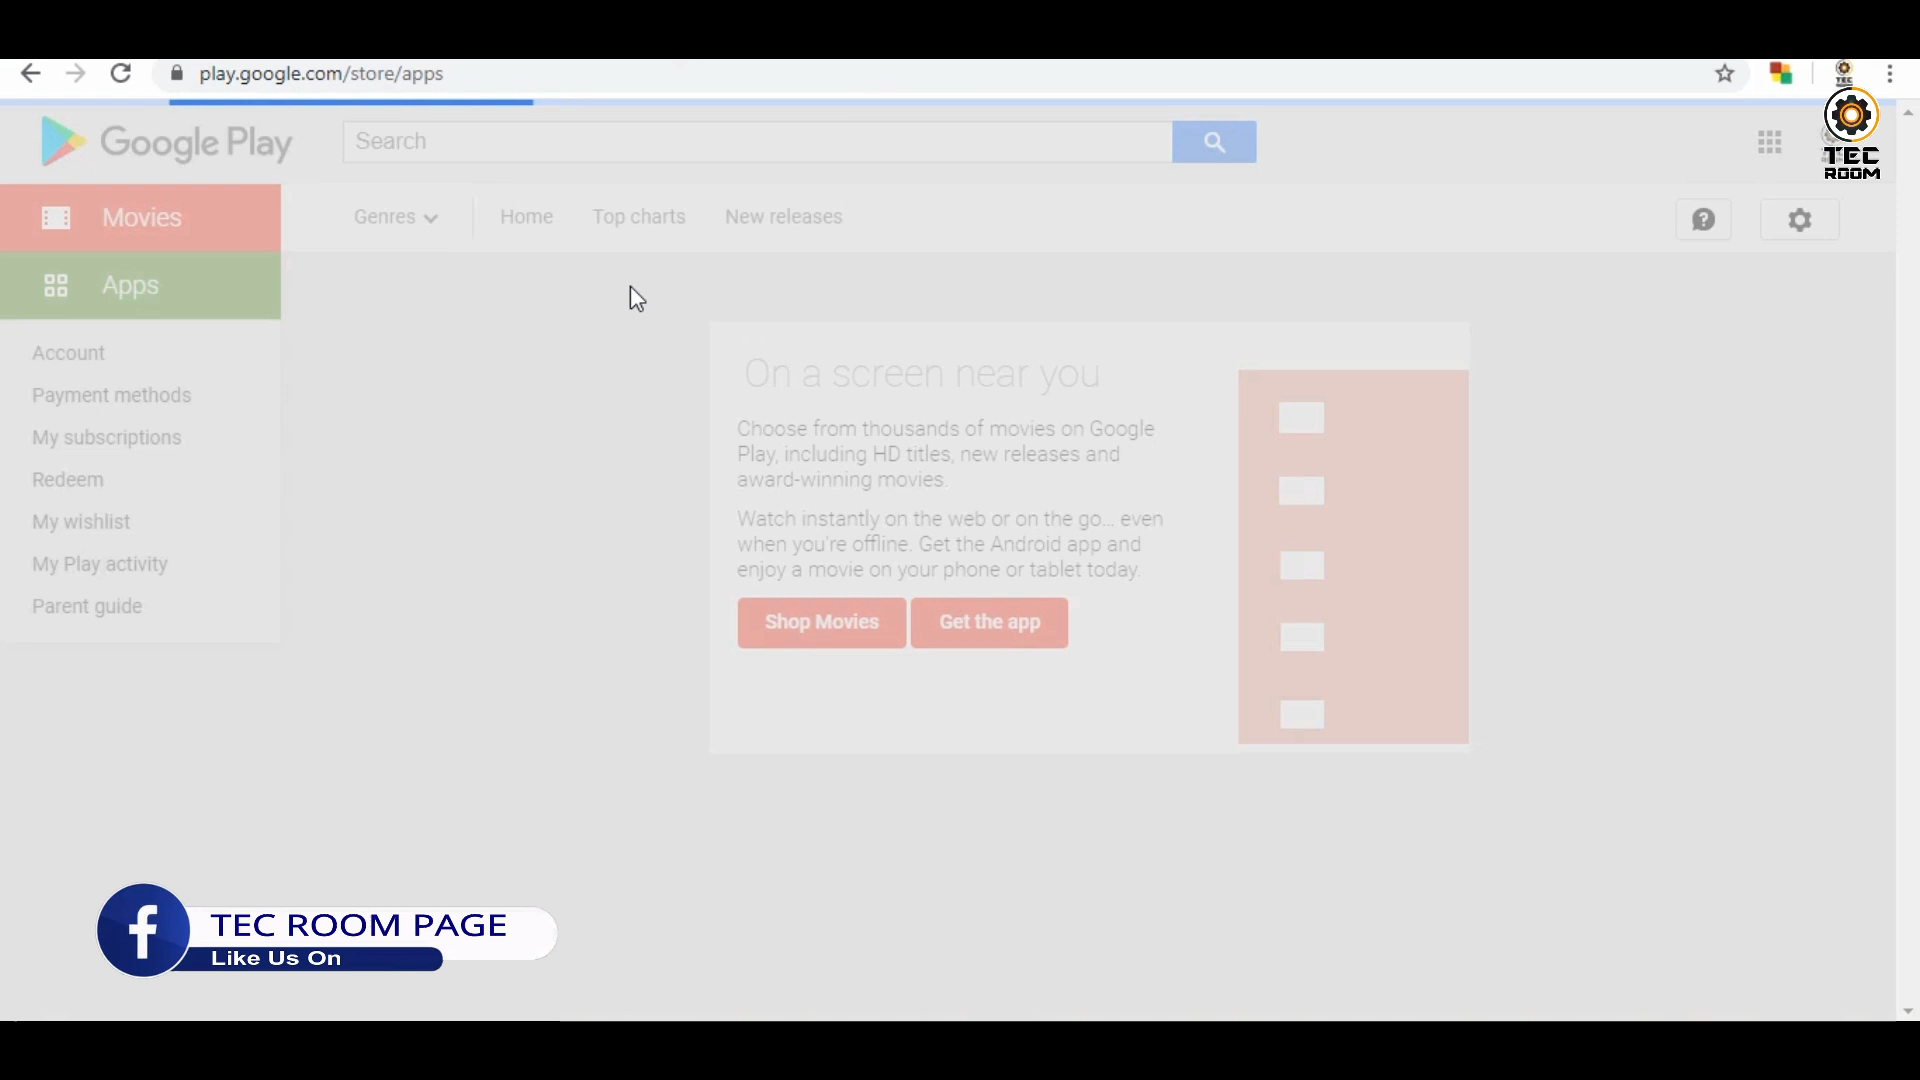 play.google.com/store/apps
Google Play
Search
TEC
ROOM
Movies
Genres
Home
Top charts
New releases
Apps
Account
Payment methods
My subscriptions
Redeem
My wishlist
My Play activity
Parent guide
On a screen near you
Choose from thousands of movies on Google
Play, including HD titles, new releases and
award-winning movies.
Watch instantly on the web or on the go... even
when you're offline. Get the Android app and
enjoy a movie on your phone or tablet today.
Shop Movies
Get the app
TEC ROOM PAGE
Like Us On